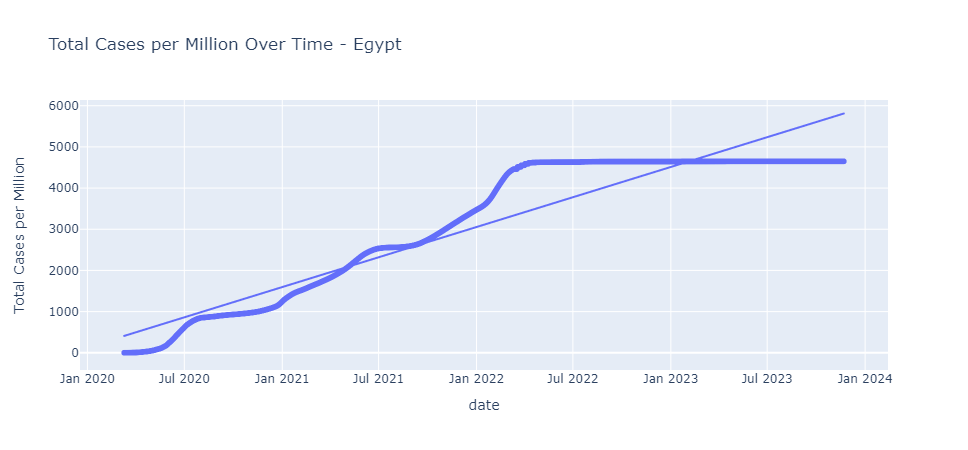 Total Cases per Million Over Time - Egypt
Total Cases per Million
6000
5000
4000
3000
2000
1000
0
Jan 2020 Jul 2020 Jan 2021 Jul 2021 Jan 2022 Jul 2022 Jan 2023 Jul 2023 Jan 2024
date